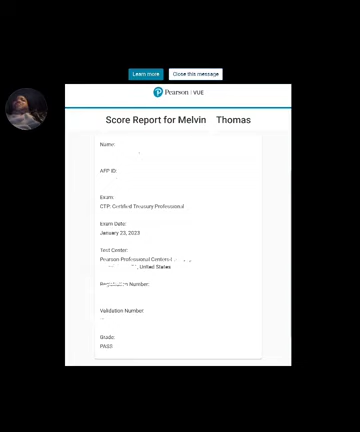 Learn more
Close this message
Pearson VUE
Score Report for Melvin Thomas
Name:
AFP ID:
Exam:
CTP: Certified Treasury Professional
Exam Date:
January 23, 2023
Test Center:
Pearson Professional Centers
, United States
Registration Number:
Validation Number:
Grade:
PASS